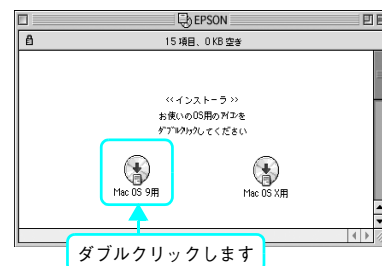 EPSON
15 項目、0 KB 空き
<< インストーラ >>
お使いのOS用のアイコンを
ダブルクリックしてください
Mac OS 9用
Mac OS X用
ダブルクリックします